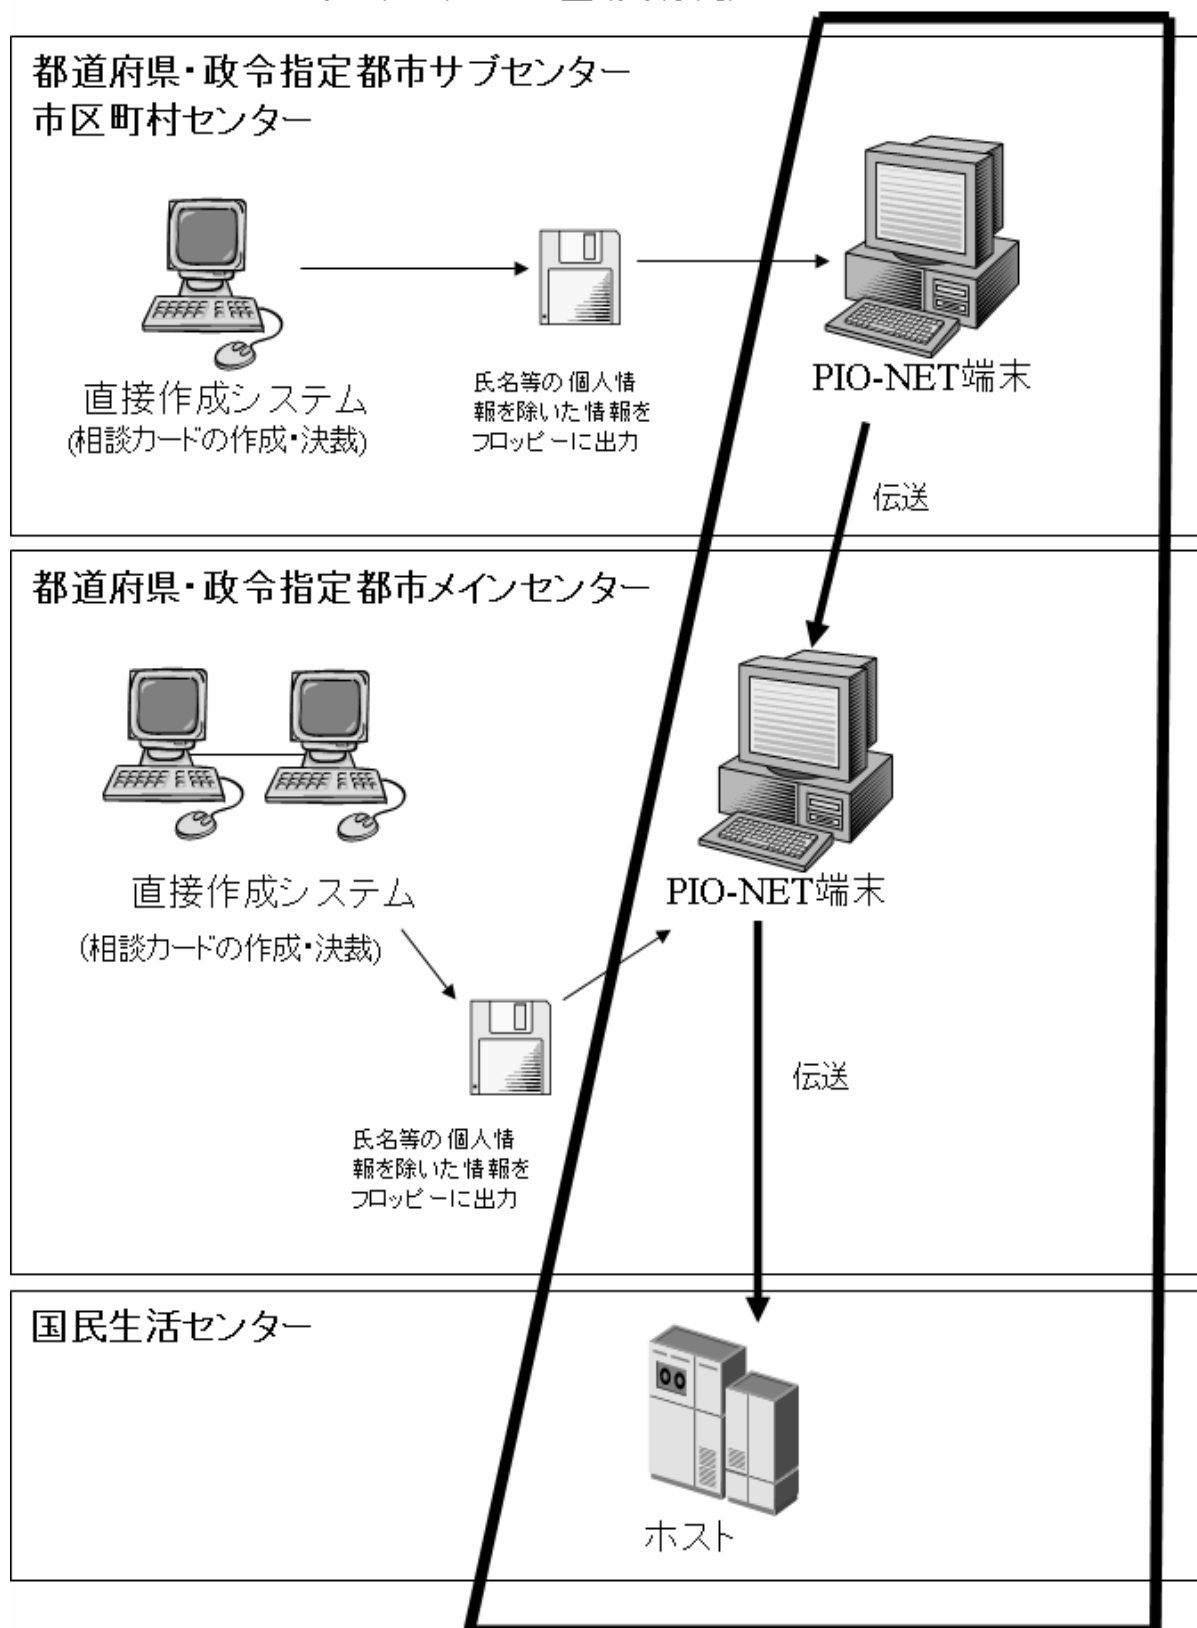 都道府県・政令指定都市サブセンター
市区町村センター
直接作成システム
(相談カードの作成・決裁)
氏名等の個人情
報を除いた情報を
フロッピーに出力
PIO-NET端末
伝送
都道府県・政令指定都市メインセンター
直接作成システム
(相談カードの作成・決裁)
PIO-NET端末
氏名等の個人情
報を除いた情報を
フロッピーに出力
伝送
国民生活センター
ホスト